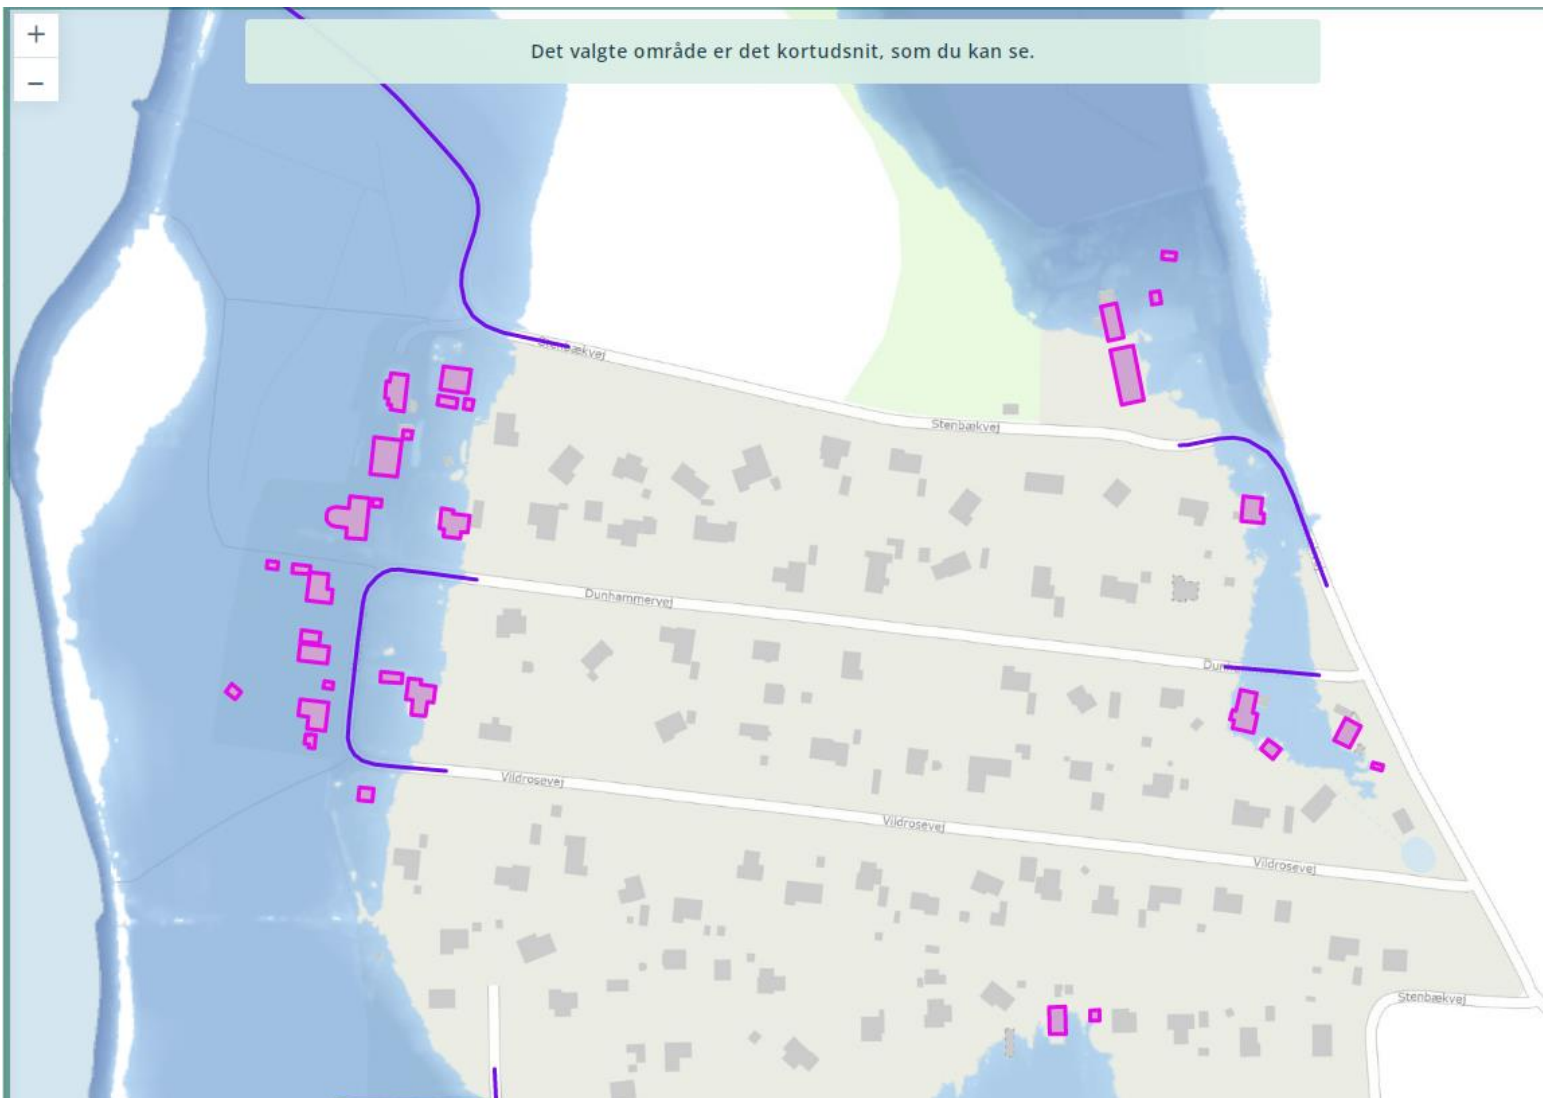 +
Det valgte område er det kortudsnit, som du kan se.
−
Stenbækvej
Stenbækvej
Dunhammervej
Vildrosevej
Vildrosevej
Vildrosevej
Stenbækvej